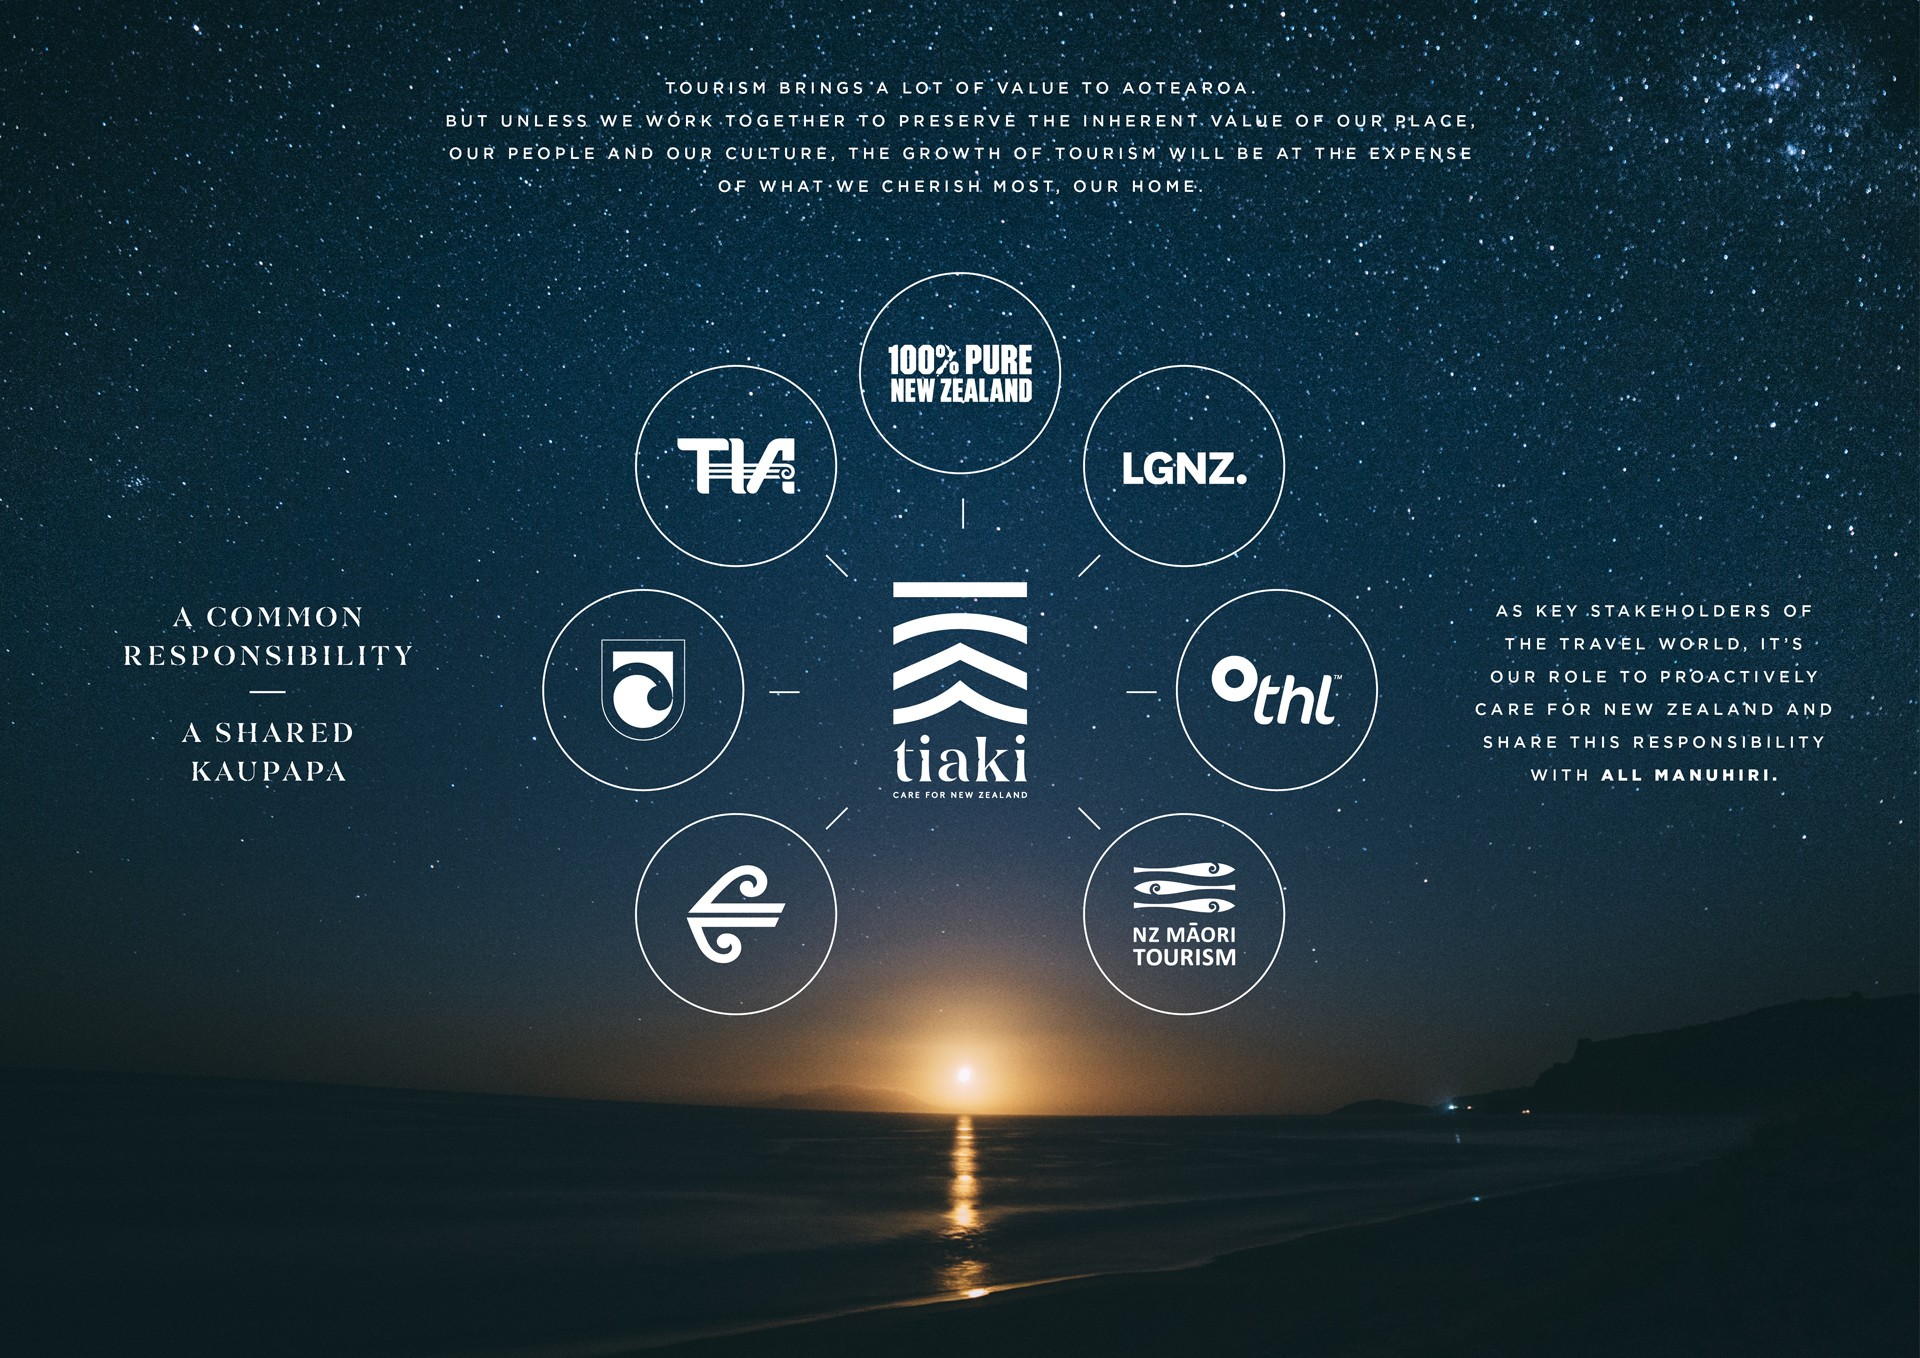 TOURISM BRINGS A LOT OF VALUE TO AOTEAROA.
BUT UNLESS WE WORK TOGETHER TO PRESERVE THE INHERENT VALUE OF OUR PLACE,
OUR PEOPLE AND OUR CULTURE, THE GROWTH OF TOURISM WILL BE AT THE EXPENSE
OF WHAT WE CHERISH MOST, OUR HOME.
100% PURE
NEW ZEALAND
TIA
LGNZ.
A COMMON
RESPONSIBILITY
A SHARED
KAUPAPA
tiaki
CARE FOR NEW ZEALAND
thl™
AS KEY STAKEHOLDERS OF
THE TRAVEL WORLD, IT'S
OUR ROLE TO PROACTIVELY
CARE FOR NEW ZEALAND AND
SHARE THIS RESPONSIBILITY
WITH ALL MANUHIRI.
NZ MĀORI
TOURISM